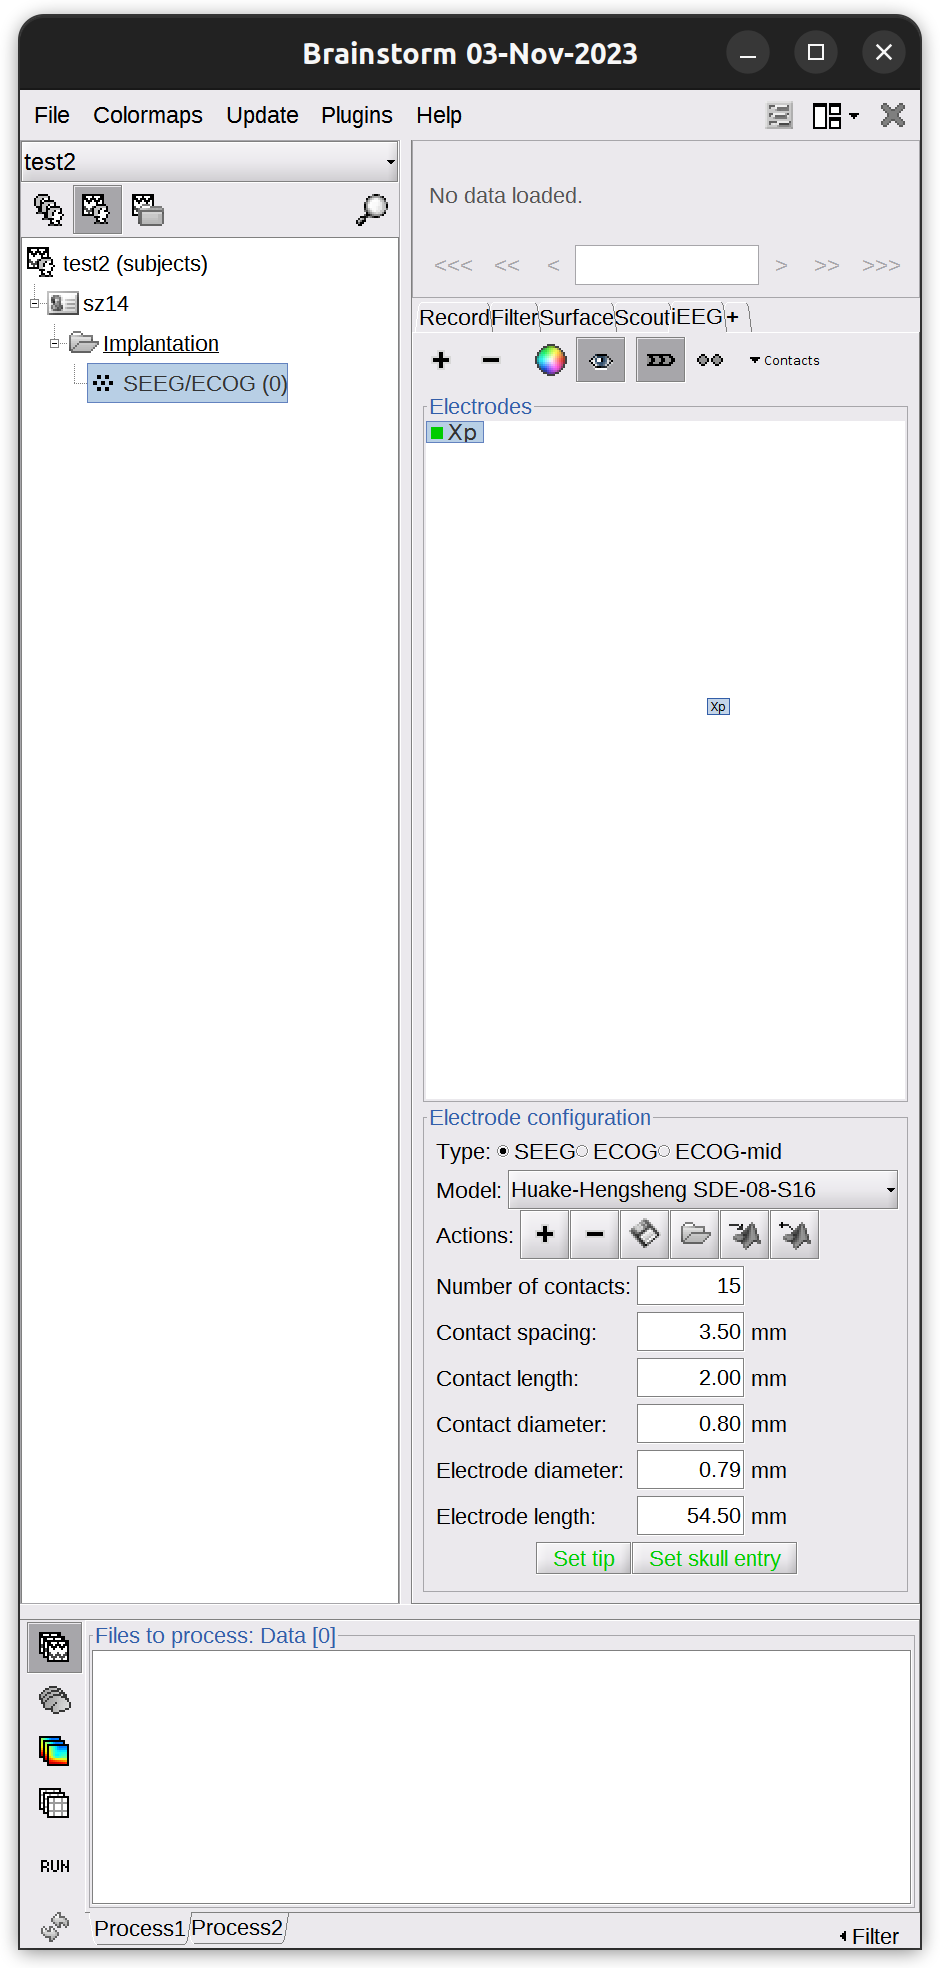 Brainstorm 03-Nov-2023
File Colormaps Update Plugins Help
test2
No data loaded.
<<< << < > >> >>>
test2 (subjects)
sz14
Implantation
SEEG/ECOG (0)
Record Filter Surface Scout iEEG +
Contacts
Electrodes
Xp
Xp
Electrode configuration
Type: SEEG ECOG ECOG-mid
Model: Huake-Hengsheng SDE-08-S16
Actions:
Number of contacts: 15
Contact spacing: 3.50 mm
Contact length: 2.00 mm
Contact diameter: 0.80 mm
Electrode diameter: 0.79 mm
Electrode length: 54.50 mm
Set tip Set skull entry
Files to process: Data [0]
RUN
Process1 Process2
Filter